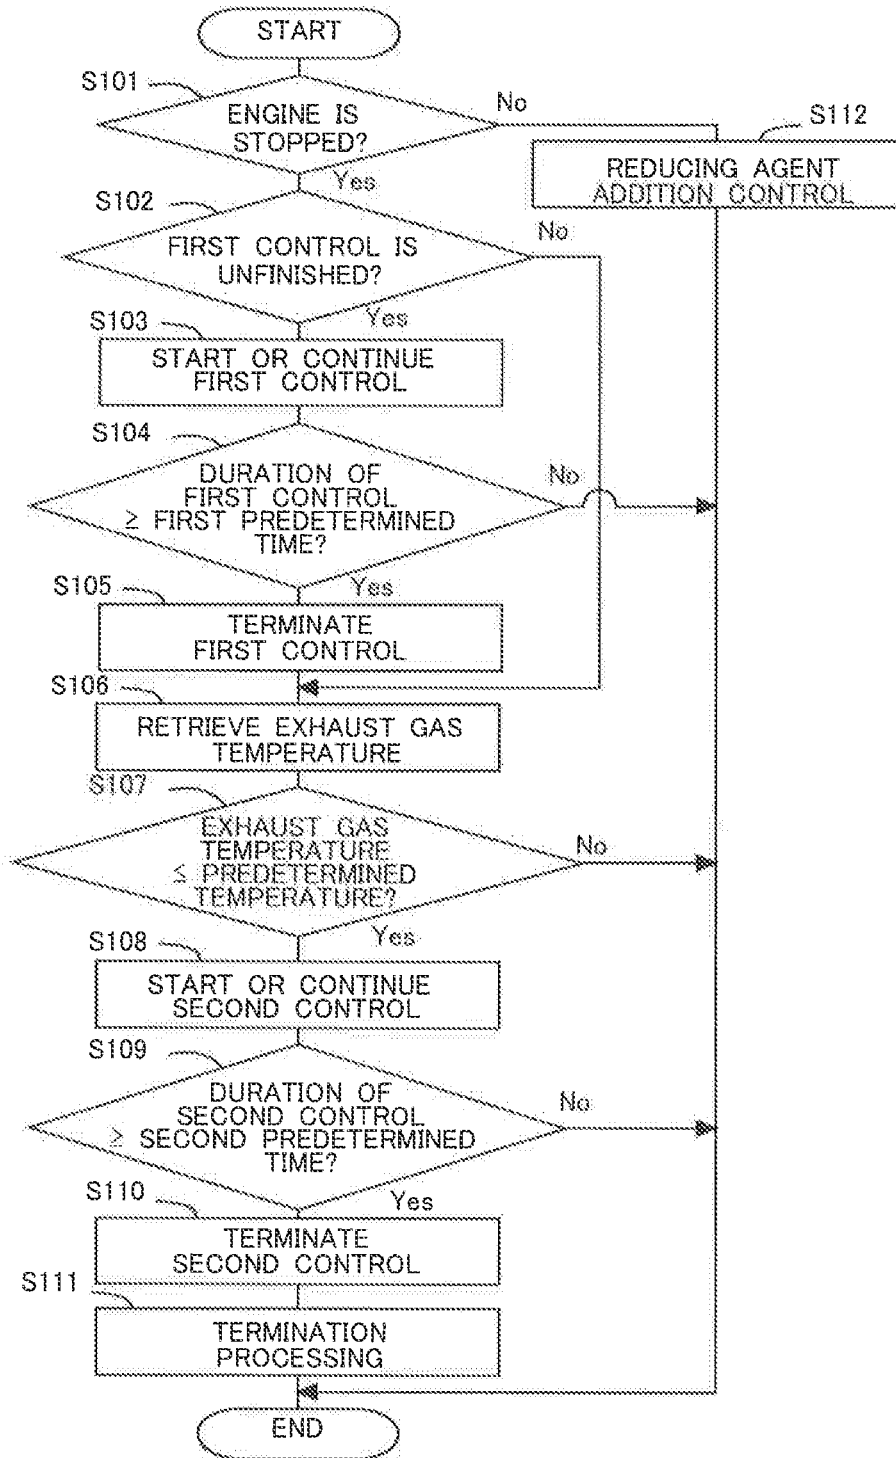 START
S101
ENGINE IS
STOPPED?
No
S112
REDUCING AGENT
ADDITION CONTROL
Yes
S102
FIRST CONTROL IS
UNFINISHED?
No
Yes
S103
START OR CONTINUE
FIRST CONTROL
S104
DURATION OF
FIRST CONTROL
≥ FIRST PREDETERMINED
TIME?
No
Yes
S105
TERMINATE
FIRST CONTROL
S106
RETRIEVE EXHAUST GAS
TEMPERATURE
S107
EXHAUST GAS
TEMPERATURE
≤ PREDETERMINED
TEMPERATURE?
No
Yes
S108
START OR CONTINUE
SECOND CONTROL
S109
DURATION OF
SECOND CONTROL
≥ SECOND PREDETERMINED
TIME?
No
Yes
S110
TERMINATE
SECOND CONTROL
S111
TERMINATION
PROCESSING
END